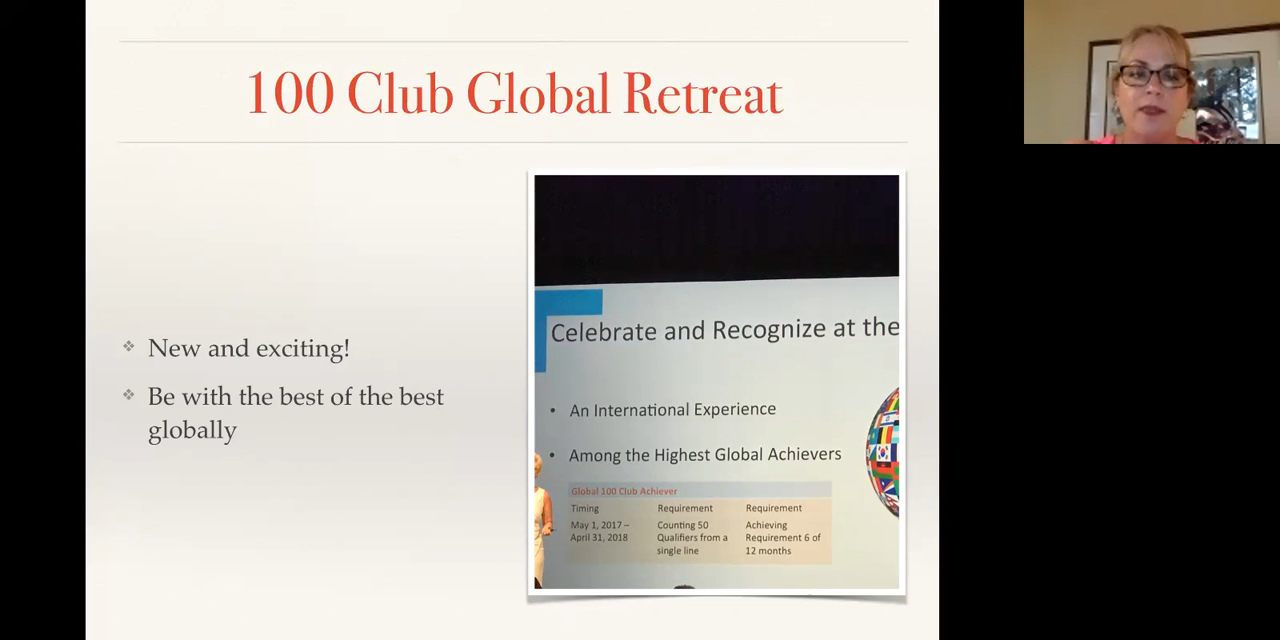 100 Club Global Retreat
New and exciting!
Be with the best of the best
globally
Celebrate and Recognize at the
• An International Experience
• Among the Highest Global Achievers
Global 100 Club Achiever
Timing Requirement Requirement
May 1, 2017 – Counting 50 Achieving
April 31, 2018 Qualifiers from a Requirement 6 of
single line 12 months